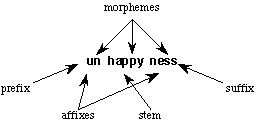 morphemes
un happy ness
prefix
suffix
affixes
stem